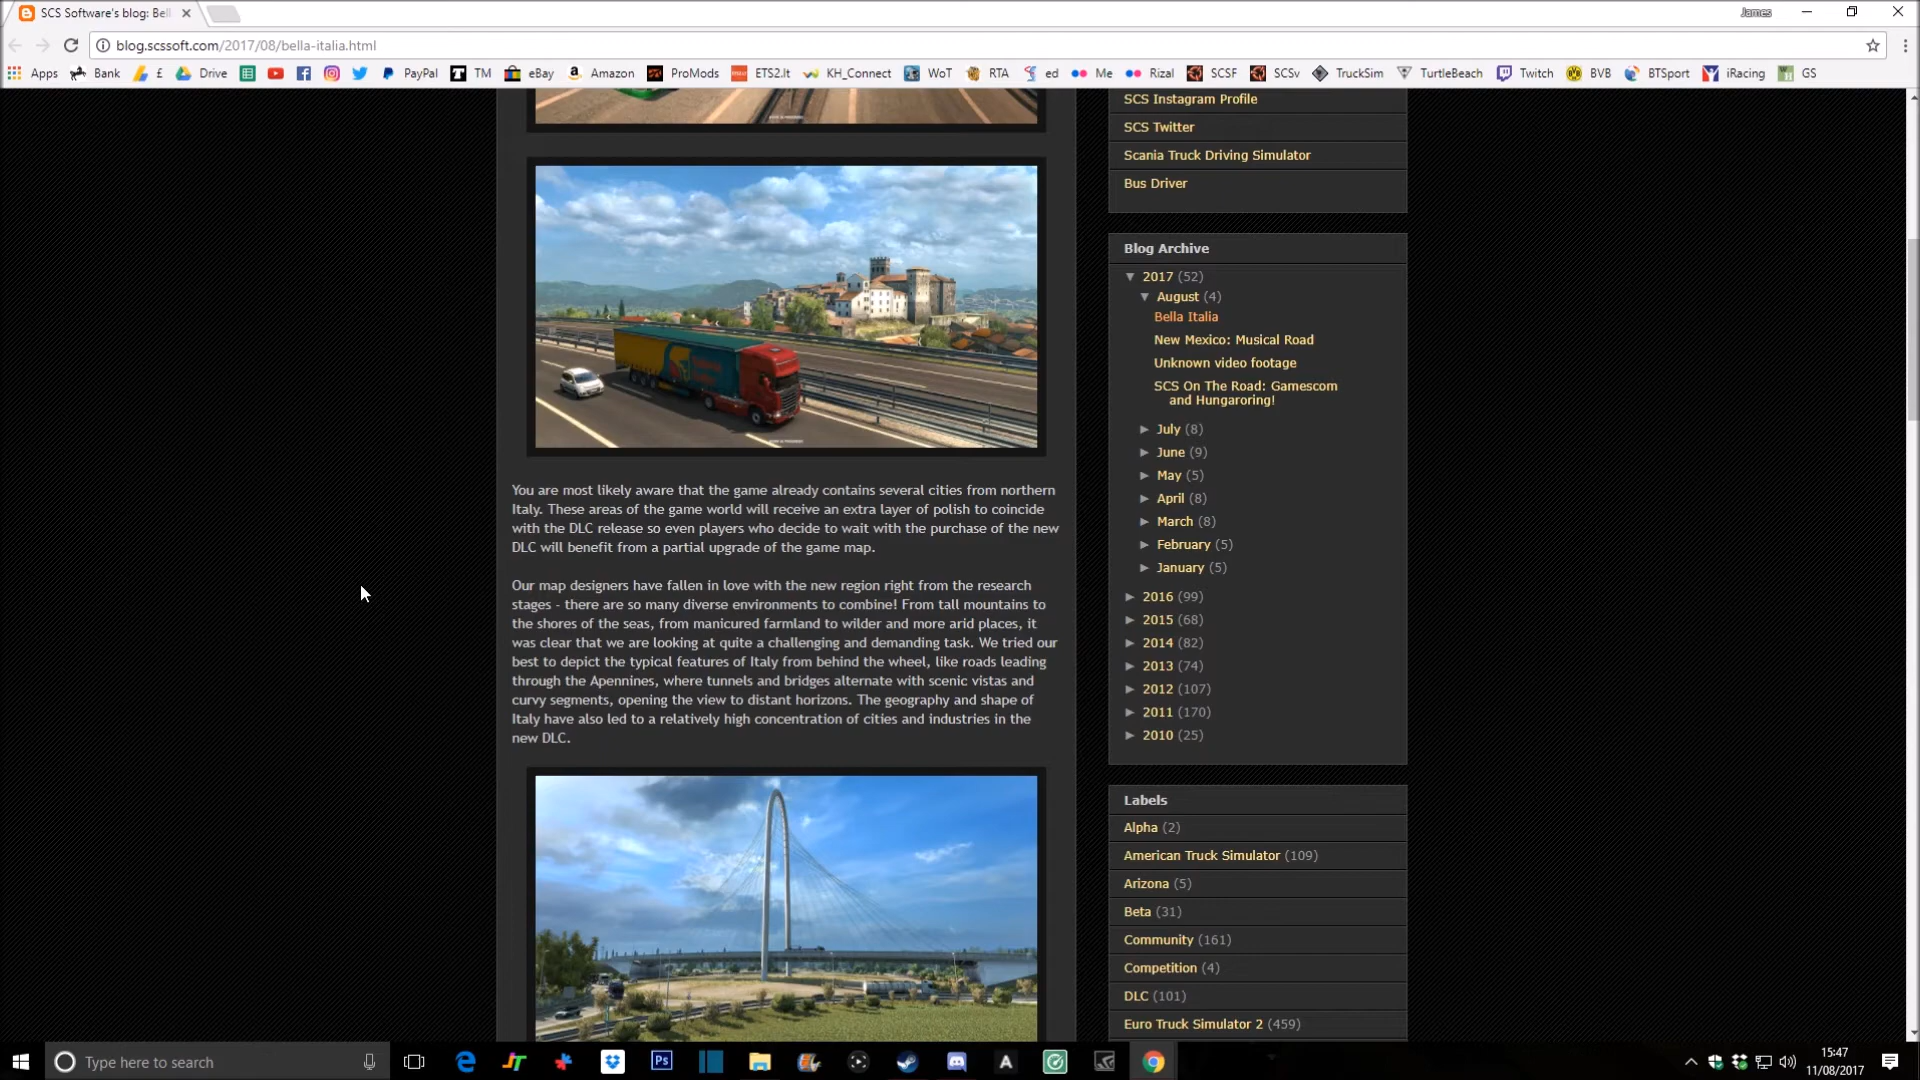 SCS Software's blog: Bell
James
blog.scssoft.com/2017/08/bella-italia.html
Apps Bank £ Drive PayPal TM eBay Amazon ProMods ETS2.lt KH_Connect WoT RTA ed Me Rizal SCSF SCSv TruckSim TurtleBeach Twitch BVB BTSport iRacing GS
SCS Instagram Profile
SCS Twitter
Scania Truck Driving Simulator
Bus Driver
Blog Archive
▼ 2017 (52)
▼ August (4)
Bella Italia
New Mexico: Musical Road
Unknown video footage
SCS On The Road: Gamescom
and Hungaroring!
► July (8)
► June (9)
► May (5)
► April (8)
► March (8)
► February (5)
► January (5)
► 2016 (99)
► 2015 (68)
► 2014 (82)
► 2013 (74)
► 2012 (107)
► 2011 (170)
► 2010 (25)
You are most likely aware that the game already contains several cities from northern
Italy. These areas of the game world will receive an extra layer of polish to coincide
with the DLC release so even players who decide to wait with the purchase of the new
DLC will benefit from a partial upgrade of the game map.
Our map designers have fallen in love with the new region right from the research
stages - there are so many diverse environments to combine! From tall mountains to
the shores of the seas, from manicured farmland to wilder and more arid places, it
was clear that we are looking at quite a challenging and demanding task. We tried our
best to depict the typical features of Italy from behind the wheel, like roads leading
through the Apennines, where tunnels and bridges alternate with scenic vistas and
curvy segments, opening the view to distant horizons. The geography and shape of
Italy have also led to a relatively high concentration of cities and industries in the
new DLC.
Labels
Alpha (2)
American Truck Simulator (109)
Arizona (5)
Beta (31)
Community (161)
Competition (4)
DLC (101)
Euro Truck Simulator 2 (459)
Type here to search
Ps
A
15:47
11/08/2017